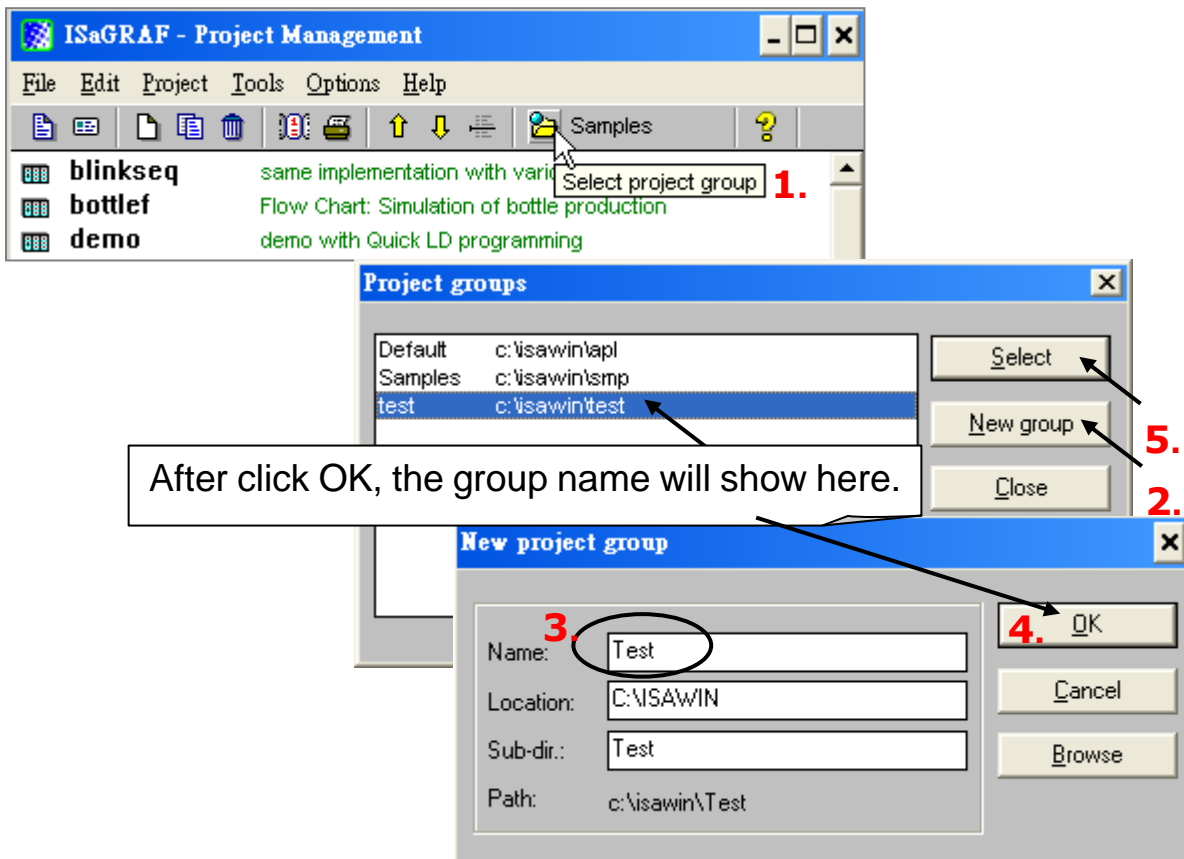 ISaGRAF - Project Management
File Edit Project Tools Options Help
Samples
blinkseq same implementation with vario
Select project group 1.
bottlef Flow Chart: Simulation of bottle production
demo demo with Quick LD programming
Project groups
Default c:\isawin\apl
Samples c:\isawin\smp
test c:\isawin\test
Select
New group
5.
Close
2.
After click OK, the group name will show here.
New project group
3.
Name: Test
4. OK
Location: C:\ISAWIN
Cancel
Sub-dir.: Test
Browse
Path: c:\isawin\Test